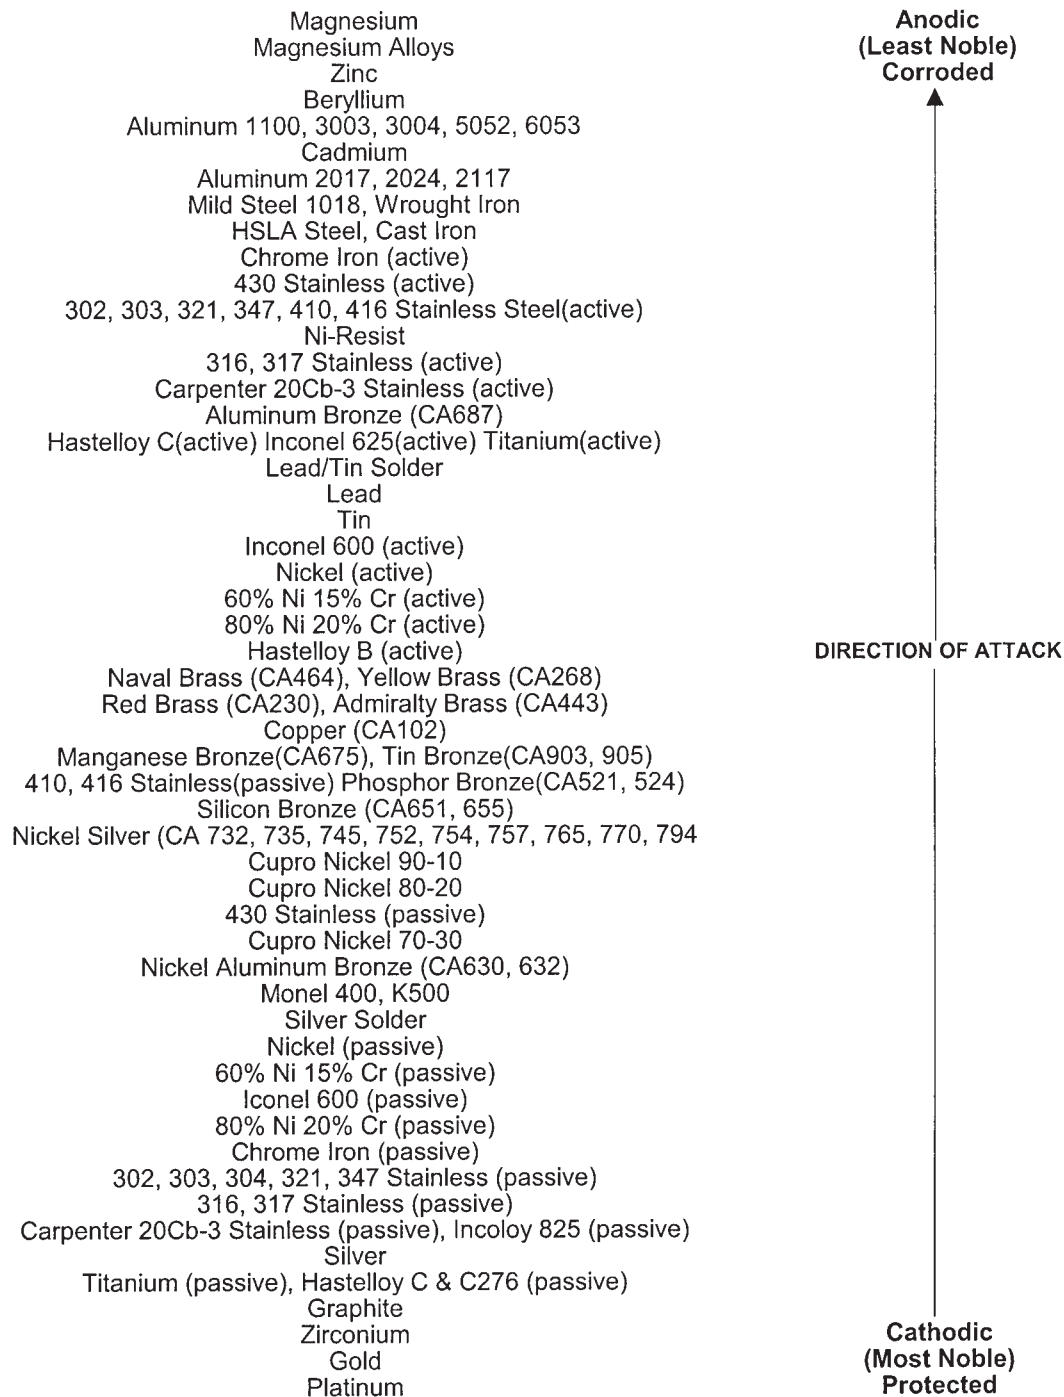 Magnesium
Magnesium Alloys
Zinc
Beryllium
Aluminum 1100, 3003, 3004, 5052, 6053
Cadmium
Aluminum 2017, 2024, 2117
Mild Steel 1018, Wrought Iron
HSLA Steel, Cast Iron
Chrome Iron (active)
430 Stainless (active)
302, 303, 321, 347, 410, 416 Stainless Steel(active)
Ni-Resist
316, 317 Stainless (active)
Carpenter 20Cb-3 Stainless (active)
Aluminum Bronze (CA687)
Hastelloy C(active) Inconel 625(active) Titanium(active)
Lead/Tin Solder
Lead
Tin
Inconel 600 (active)
Nickel (active)
60% Ni 15% Cr (active)
80% Ni 20% Cr (active)
Hastelloy B (active)
Naval Brass (CA464), Yellow Brass (CA268)
Red Brass (CA230), Admiralty Brass (CA443)
Copper (CA102)
Manganese Bronze(CA675), Tin Bronze(CA903, 905)
410, 416 Stainless(passive) Phosphor Bronze(CA521, 524)
Silicon Bronze (CA651, 655)
Nickel Silver (CA 732, 735, 745, 752, 754, 757, 765, 770, 794
Cupro Nickel 90-10
Cupro Nickel 80-20
430 Stainless (passive)
Cupro Nickel 70-30
Nickel Aluminum Bronze (CA630, 632)
Monel 400, K500
Silver Solder
Nickel (passive)
60% Ni 15% Cr (passive)
Iconel 600 (passive)
80% Ni 20% Cr (passive)
Chrome Iron (passive)
302, 303, 304, 321, 347 Stainless (passive)
316, 317 Stainless (passive)
Carpenter 20Cb-3 Stainless (passive), Incoloy 825 (passive)
Silver
Titanium (passive), Hastelloy C & C276 (passive)
Graphite
Zirconium
Gold
Platinum
Anodic
(Least Noble)
Corroded
DIRECTION OF ATTACK
Cathodic
(Most Noble)
Protected